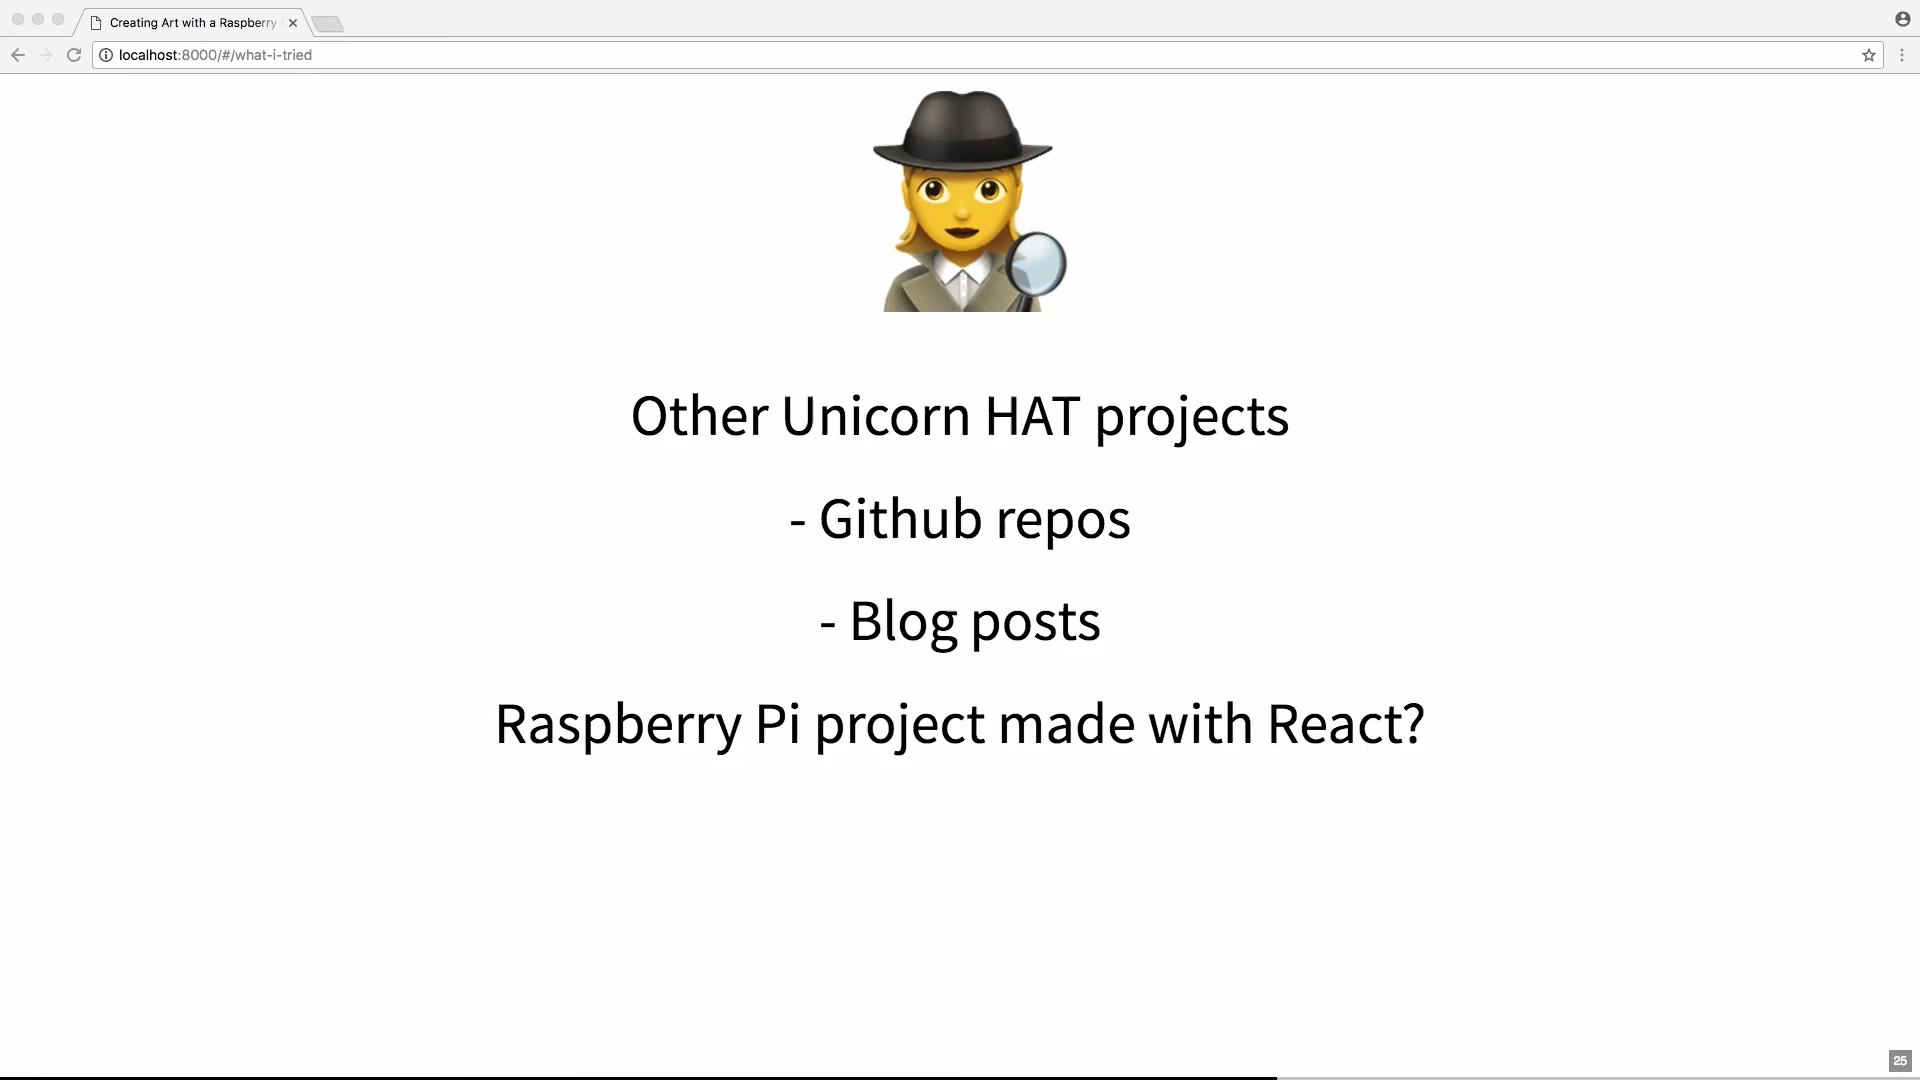 Creating Art with a Raspberry
localhost:8000/#/what-i-tried
Other Unicorn HAT projects
- Github repos
- Blog posts
Raspberry Pi project made with React?
25